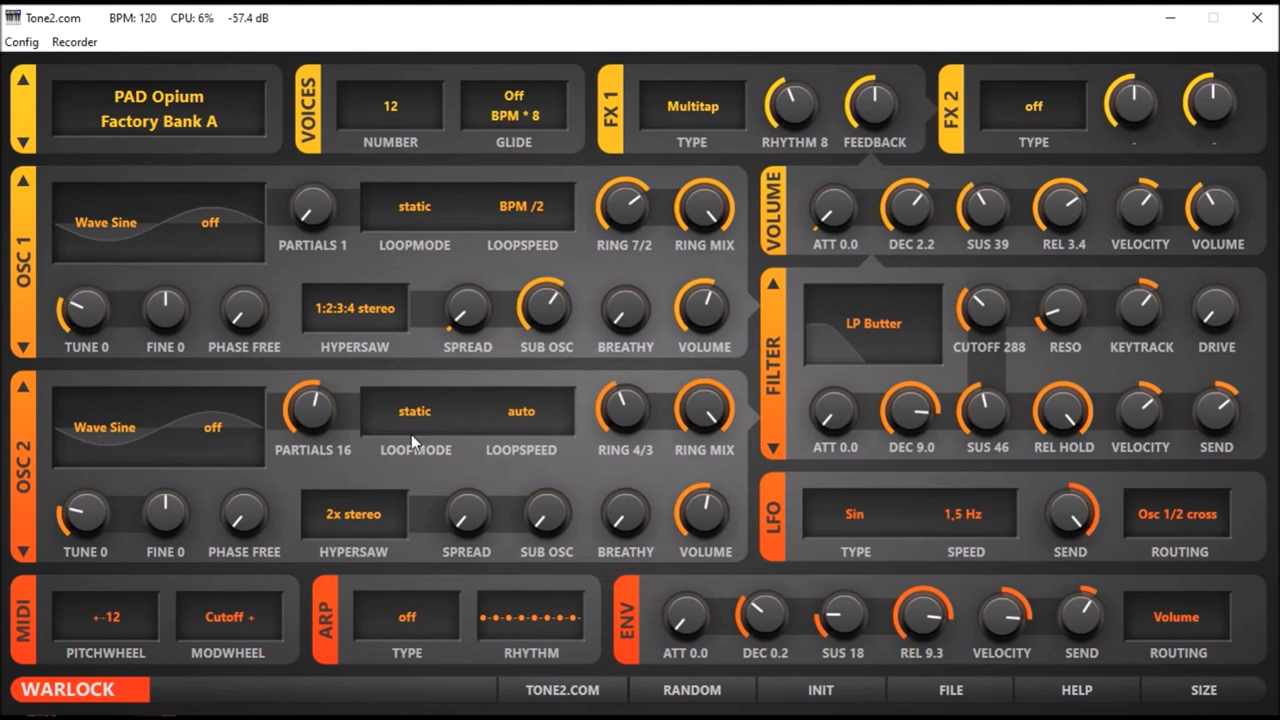 Tone2.com BPM: 120 CPU: 6% -57.4 dB
Config Recorder
PAD Opium
Factory Bank A
VOICES
12
NUMBER
Off
BPM * 8
GLIDE
FX 1
Multitap
TYPE RHYTHM 8 FEEDBACK
FX 2
off
TYPE - -
OSC 1
Wave Sine off
PARTIALS 1
static BPM /2
LOOPMODE LOOPSPEED
RING 7/2 RING MIX
TUNE 0 FINE 0 PHASE FREE
1:2:3:4 stereo
HYPERSAW
SPREAD SUB OSC BREATHY VOLUME
VOLUME
ATT 0.0 DEC 2.2 SUS 39 REL 3.4 VELOCITY VOLUME
FILTER
LP Butter
CUTOFF 288 RESO KEYTRACK DRIVE
ATT 0.0 DEC 9.0 SUS 46 REL HOLD VELOCITY SEND
OSC 2
Wave Sine off
PARTIALS 16
static auto
LOOPMODE LOOPSPEED
RING 4/3 RING MIX
TUNE 0 FINE 0 PHASE FREE
2x stereo
HYPERSAW
SPREAD SUB OSC BREATHY VOLUME
LFO
Sin 1,5 Hz
TYPE SPEED
SEND
Osc 1/2 cross
ROUTING
MIDI
+-12 Cutoff +
PITCHWHEEL MODWHEEL
ARP
off
TYPE RHYTHM
ENV
ATT 0.0 DEC 0.2 SUS 18 REL 9.3 VELOCITY SEND
Volume
ROUTING
WARLOCK
TONE2.COM RANDOM INIT FILE HELP SIZE